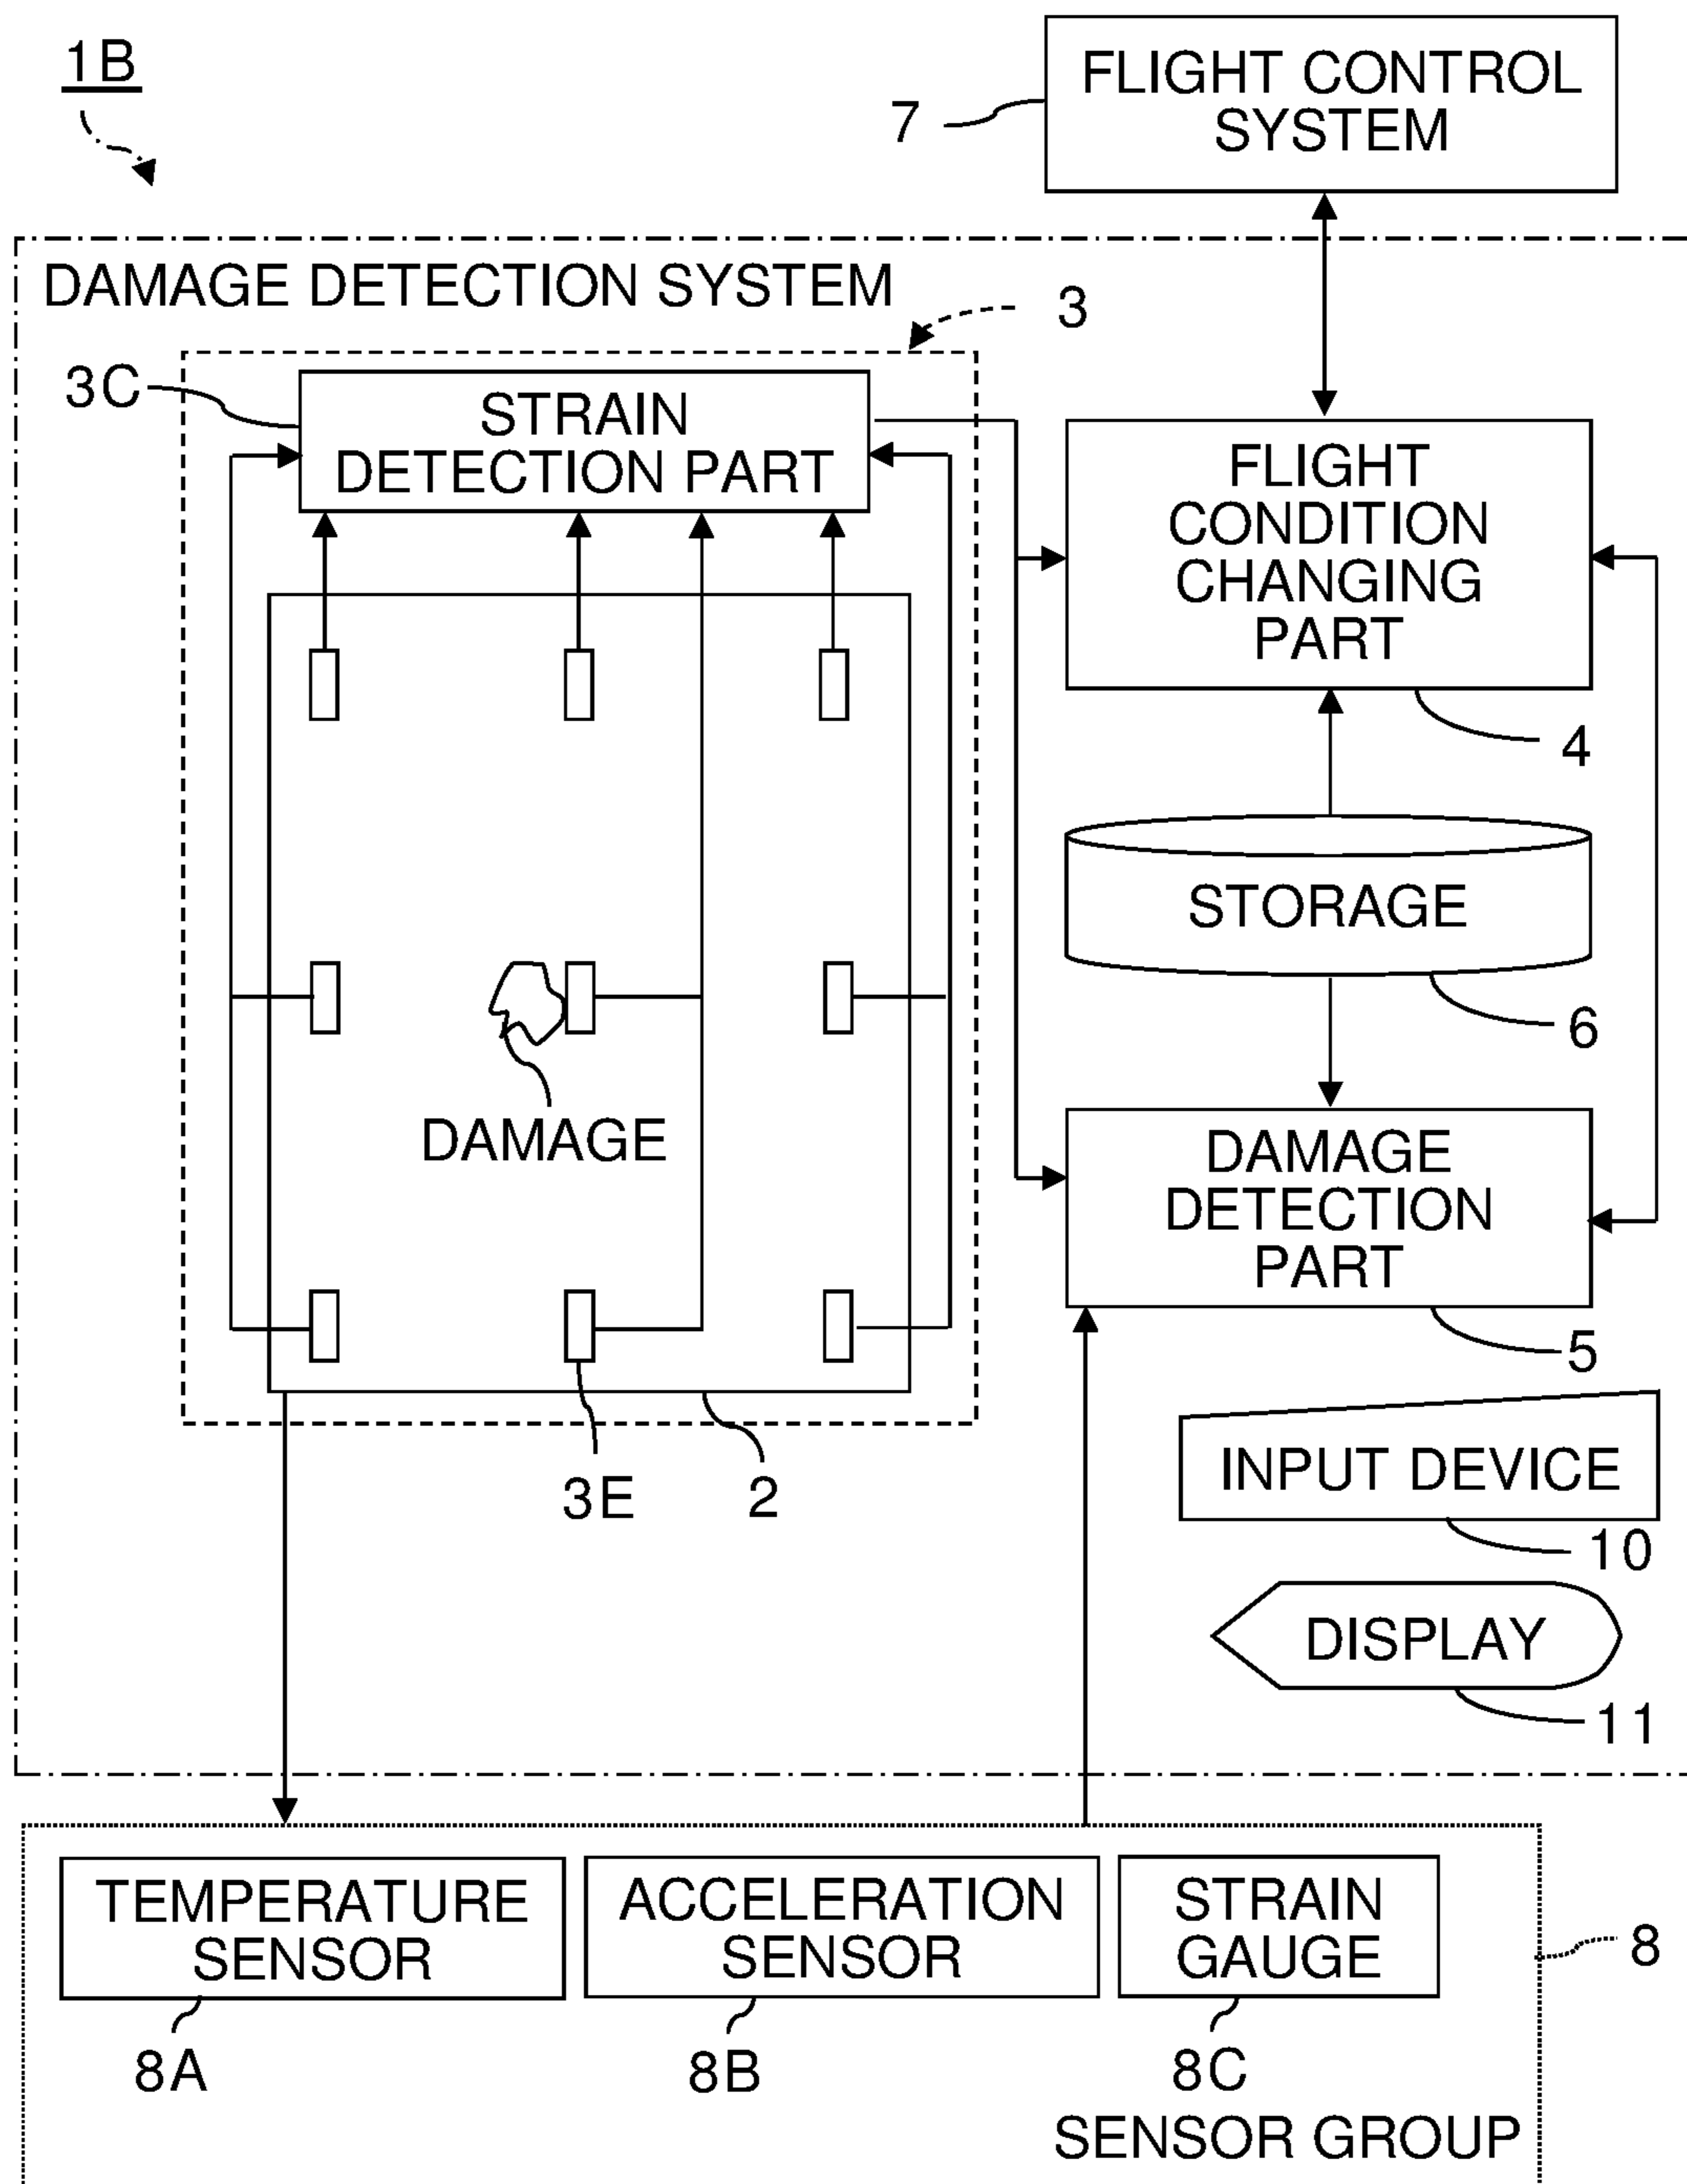 1B
FLIGHT CONTROL
SYSTEM
7
DAMAGE DETECTION SYSTEM
3
3C
STRAIN
DETECTION PART
FLIGHT
CONDITION
CHANGING
PART
4
STORAGE
6
DAMAGE
DAMAGE
DETECTION
PART
5
3E
2
INPUT DEVICE
10
DISPLAY
11
TEMPERATURE
SENSOR
ACCELERATION
SENSOR
STRAIN
GAUGE
8
8A
8B
8C
SENSOR GROUP